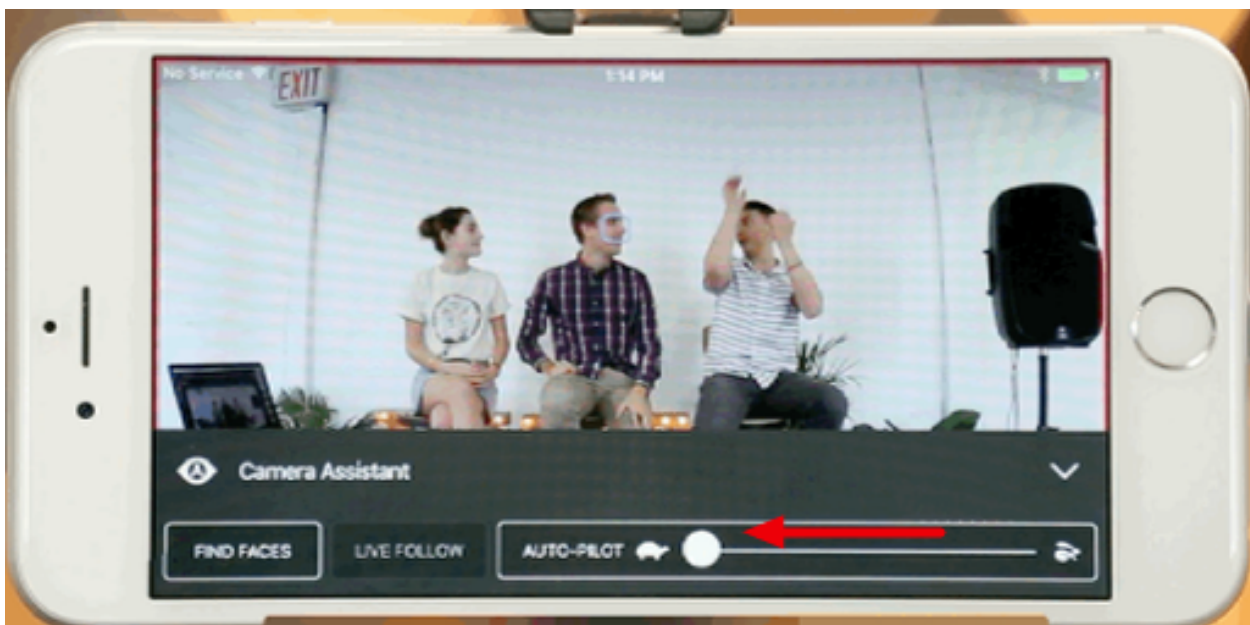 No Service 1:14 PM
EXIT
Camera Assistant
FIND FACES LIVE FOLLOW AUTO-PILOT